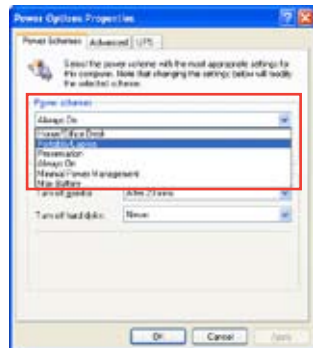 Power Options Properties
Power Schemes Advanced UPS
Select the power scheme with the most appropriate settings for
this computer. Note that changing the settings below will modify
the selected scheme.
Power schemes
Always On
Home/Office Desk
Portable/Laptop
Presentation
Always On
Minimal Power Management
Max Battery
Turn off monitor: After 20 mins
Turn off hard disks: Never
OK Cancel Apply